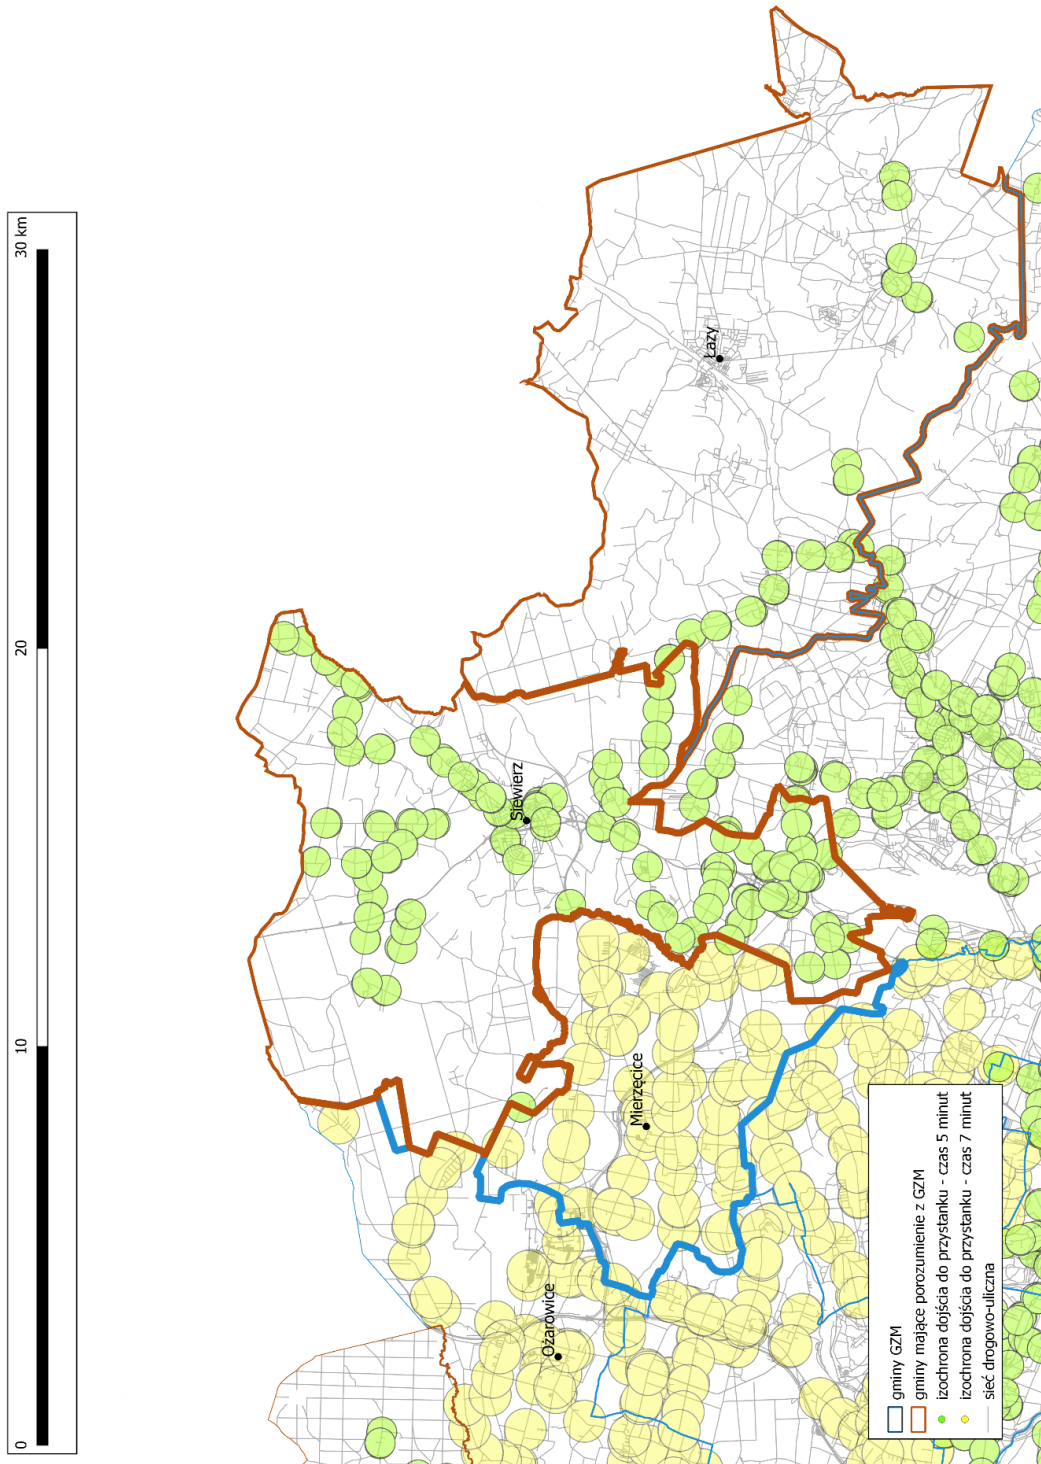 0
10
20
30 km
Łazy
Siewierz
Mierzęcice
Ożarowice
gminy GZM
gminy mające porozumienie z GZM
izochrona dojścia do przystanku - czas 5 minut
izochrona dojścia do przystanku - czas 7 minut
sieć drogowo-uliczna